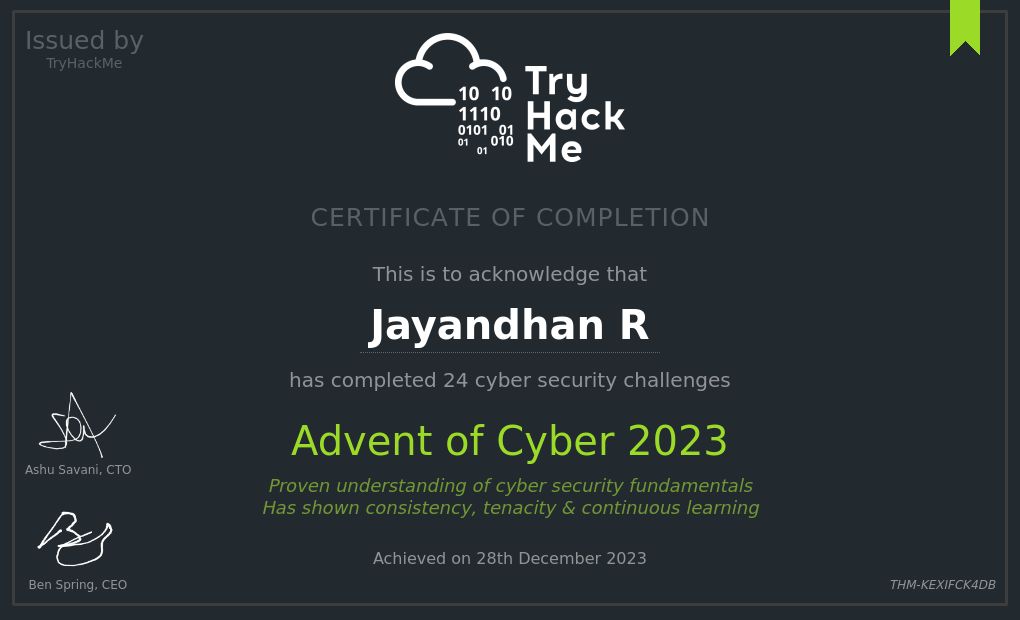 Issued by
TryHackMe
10 10
1110
0101 01
01 010
01
Try
Hack
Me
CERTIFICATE OF COMPLETION
This is to acknowledge that
Jayandhan R
has completed 24 cyber security challenges
Advent of Cyber 2023
Proven understanding of cyber security fundamentals
Has shown consistency, tenacity & continuous learning
Achieved on 28th December 2023
Ashu Savani, CTO
Ben Spring, CEO
THM-KEXIFCK4DB